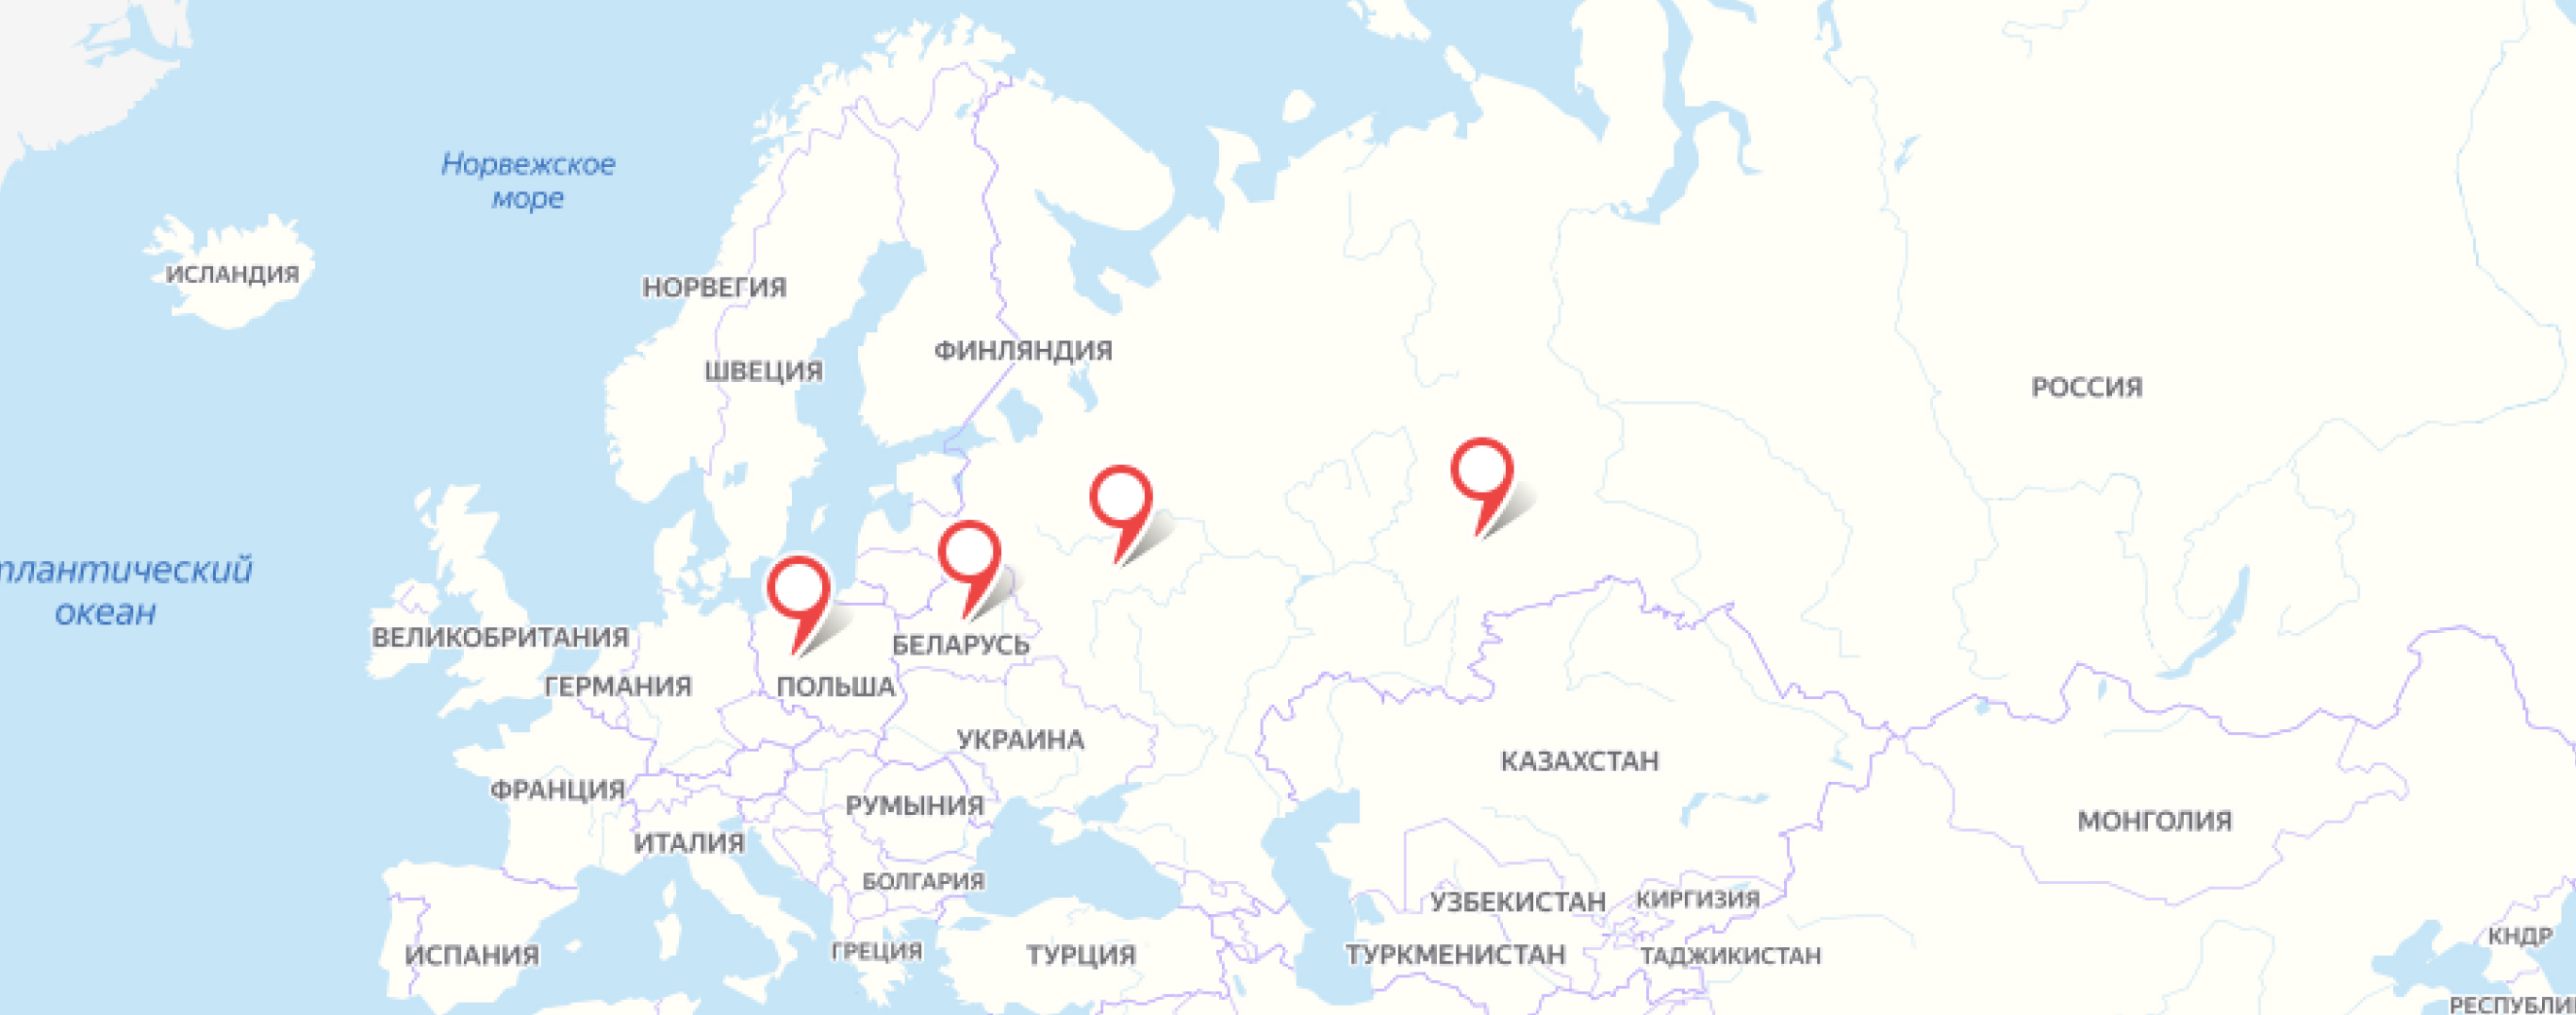 Норвежское
море
ИСЛАНДИЯ
НОРВЕГИЯ
ФИНЛЯНДИЯ
ШВЕЦИЯ
РОССИЯ
тлантический
океан
ВЕЛИКОБРИТАНИЯ
БЕЛАРУСЬ
ГЕРМАНИЯ
ПОЛЬША
УКРАИНА
КАЗАХСТАН
ФРАНЦИЯ
РУМЫНИЯ
МОНГОЛИЯ
ИТАЛИЯ
БОЛГАРИЯ
УЗБЕКИСТАН
КИРГИЗИЯ
КНДР
ИСПАНИЯ
ГРЕЦИЯ
ТУРЦИЯ
ТУРКМЕНИСТАН
ТАДЖИКИСТАН
РЕСПУБЛИ